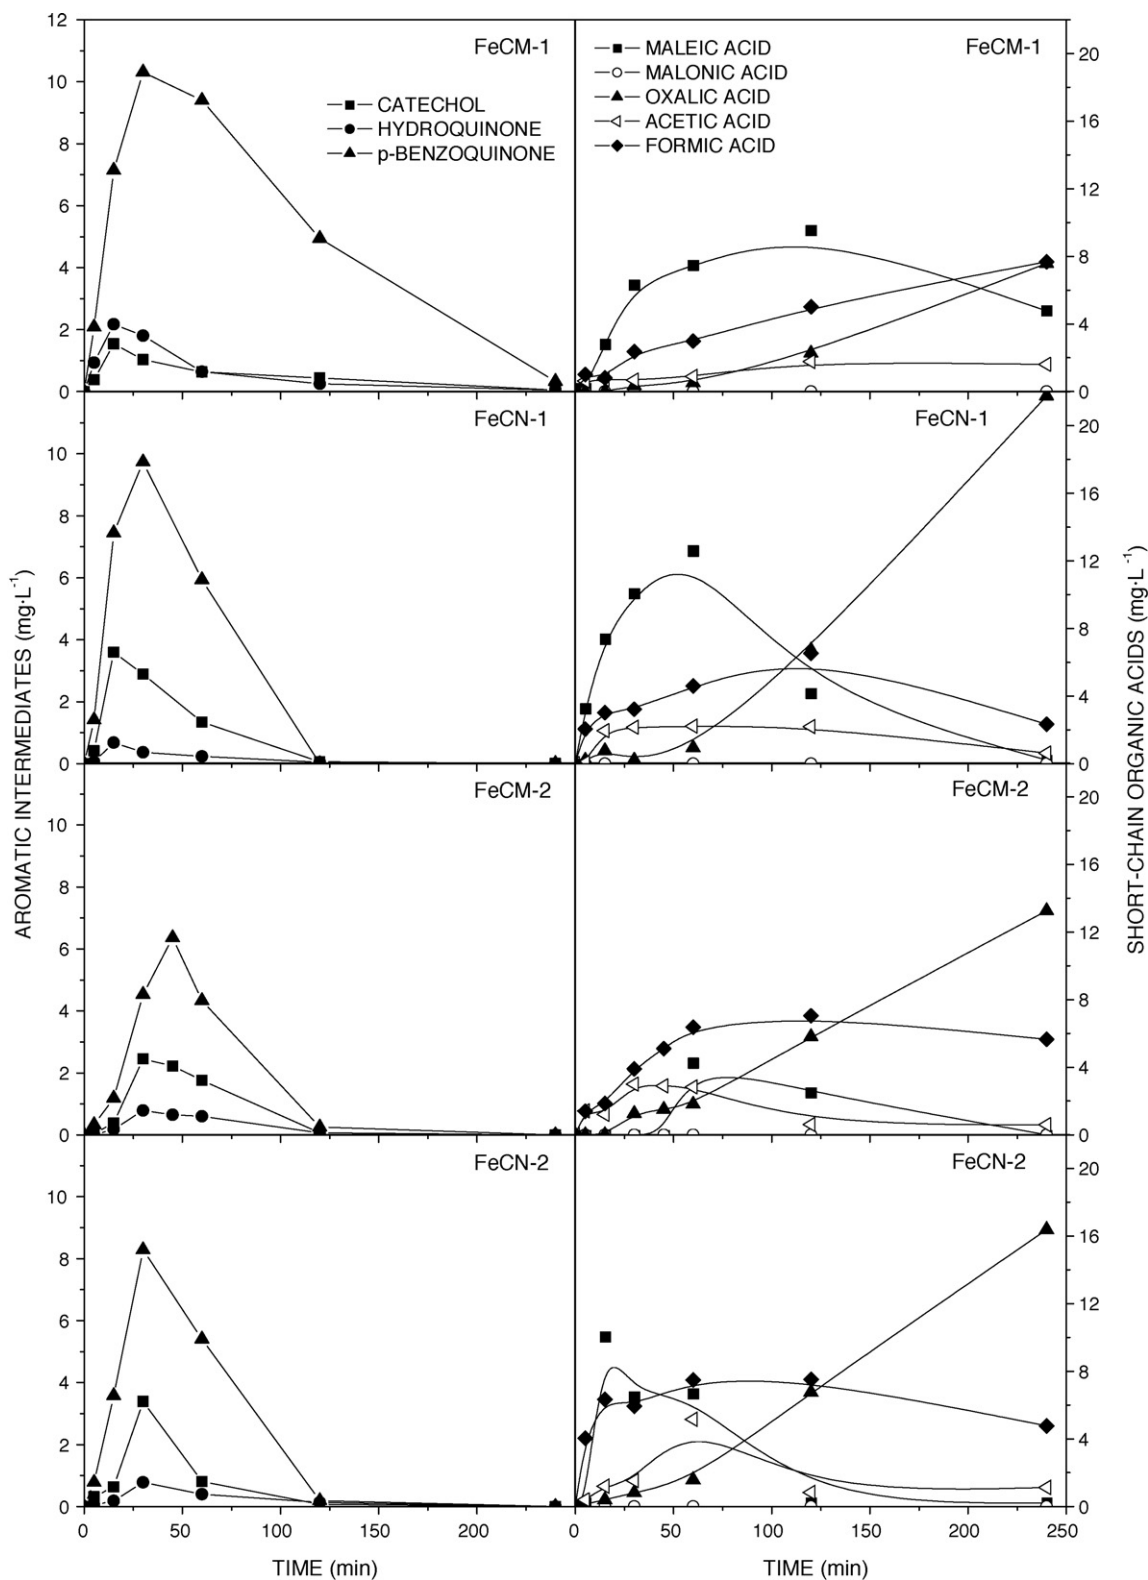 AROMATIC INTERMEDIATES (mg·L⁻¹)
12
10
8
6
4
2
0
FeCM-1
CATECHOL
HYDROQUINONE
p-BENZOQUINONE
MALEIC ACID
MALONIC ACID
OXALIC ACID
ACETIC ACID
FORMIC ACID
FeCM-1
20
16
12
8
4
0
10
8
6
4
2
0
FeCN-1
FeCN-1
20
16
12
8
4
0
10
8
6
4
2
0
FeCM-2
FeCM-2
20
16
12
8
4
0
10
8
6
4
2
0
FeCN-2
FeCN-2
20
16
12
8
4
0
SHORT-CHAIN ORGANIC ACIDS (mg·L⁻¹)
0 50 100 150 200 0 50 100 150 200 250
TIME (min) TIME (min)